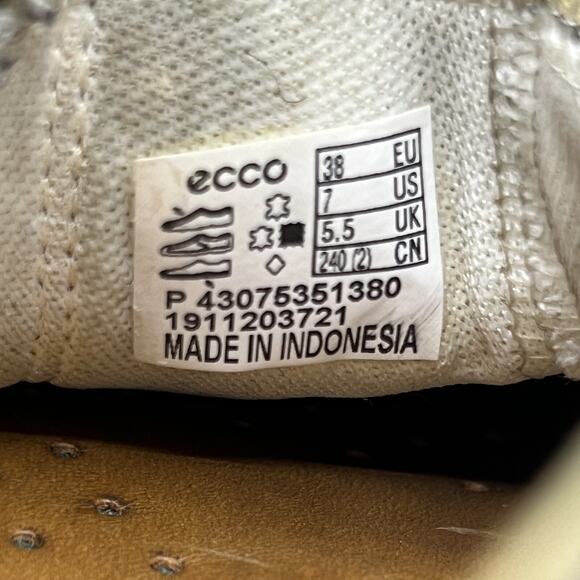 ecco
38 EU
7 US
5.5 UK
240 (2) CN
P 43075351380
1911203721
MADE IN INDONESIA